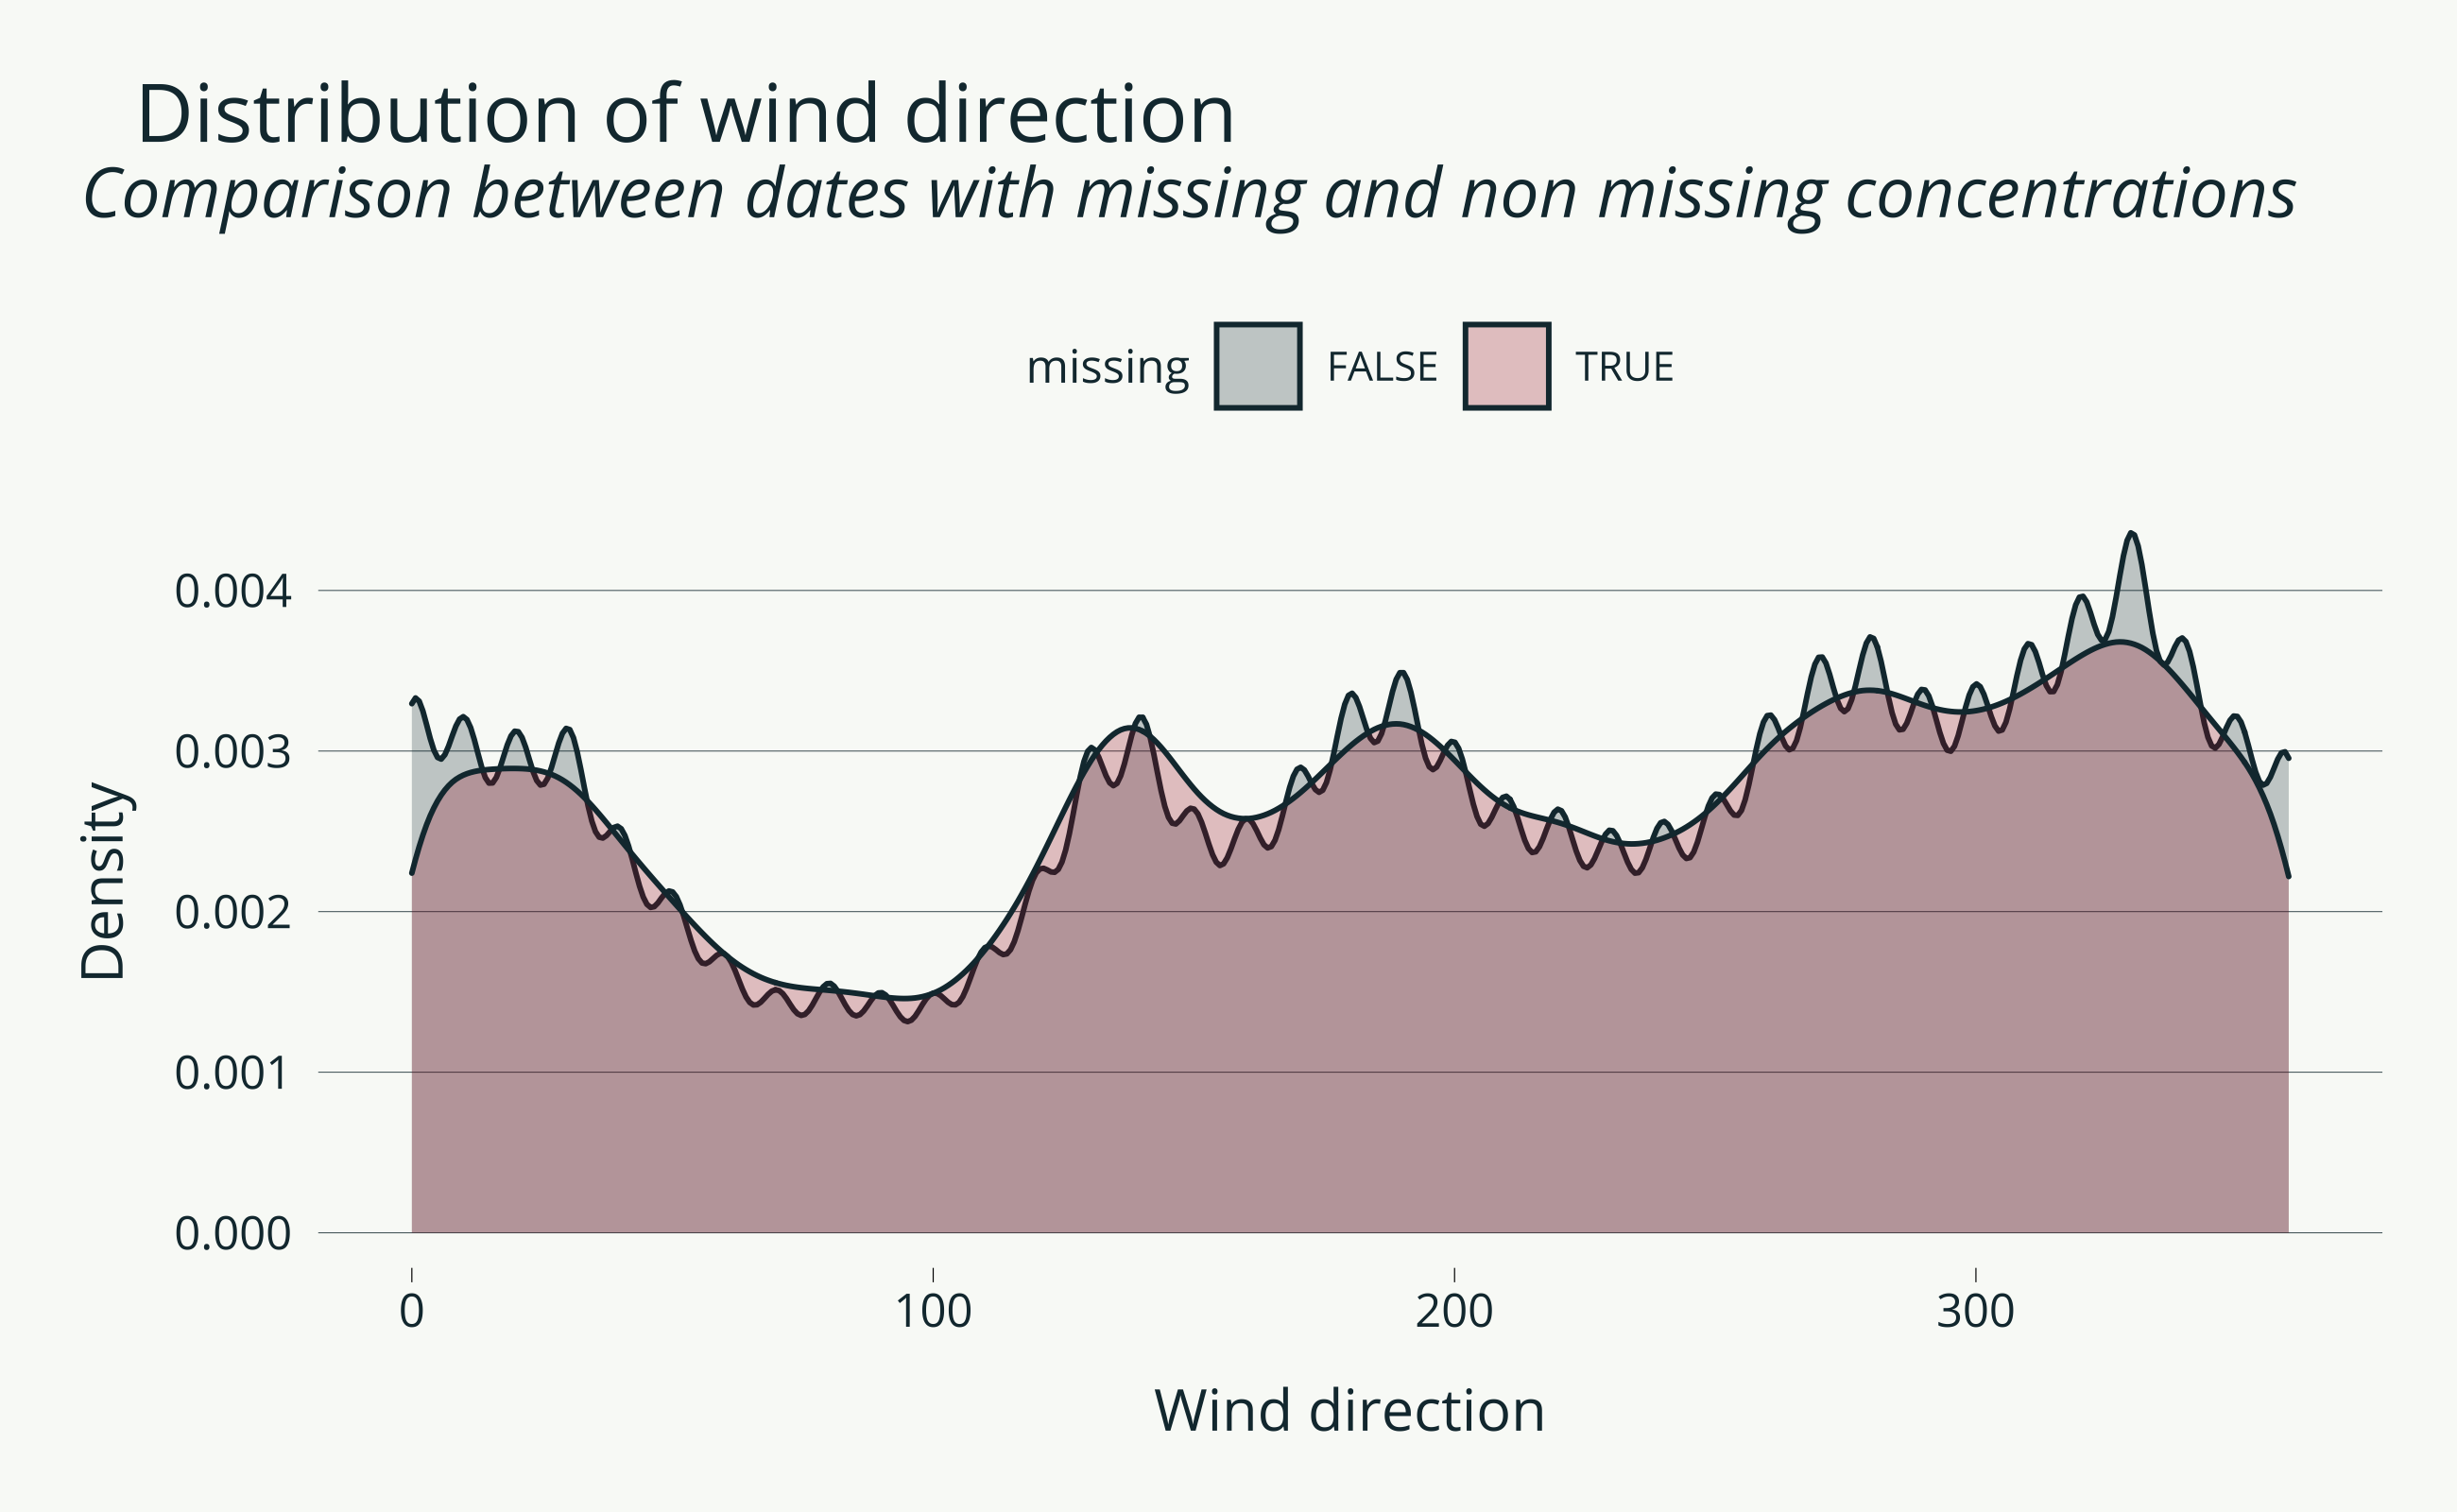 Distribution of wind direction
Comparison between dates with missing and non missing concentrations
missing FALSE TRUE
0.004
0.003
0.002
0.001
0.000
Density
0 100 200 300
Wind direction